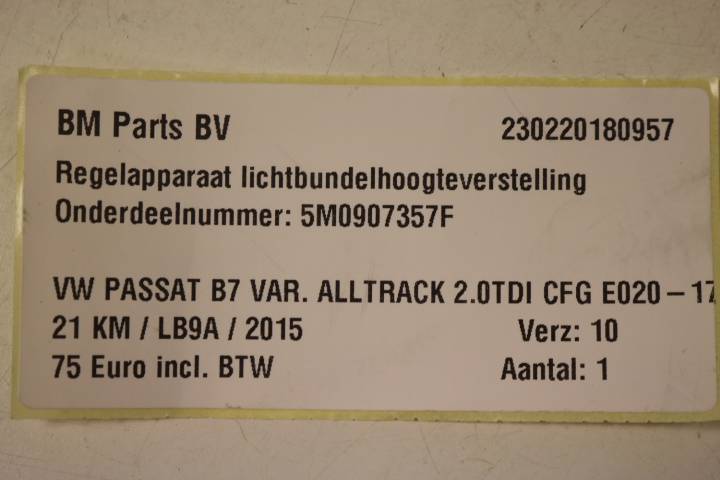 BM Parts BV 230220180957
Regelapparaat lichtbundelhoogteverstelling
Onderdeelnummer: 5M0907357F
VW PASSAT B7 VAR. ALLTRACK 2.0TDI CFG E020 – 17
21 KM / LB9A / 2015 Verz: 10
75 Euro incl. BTW Aantal: 1